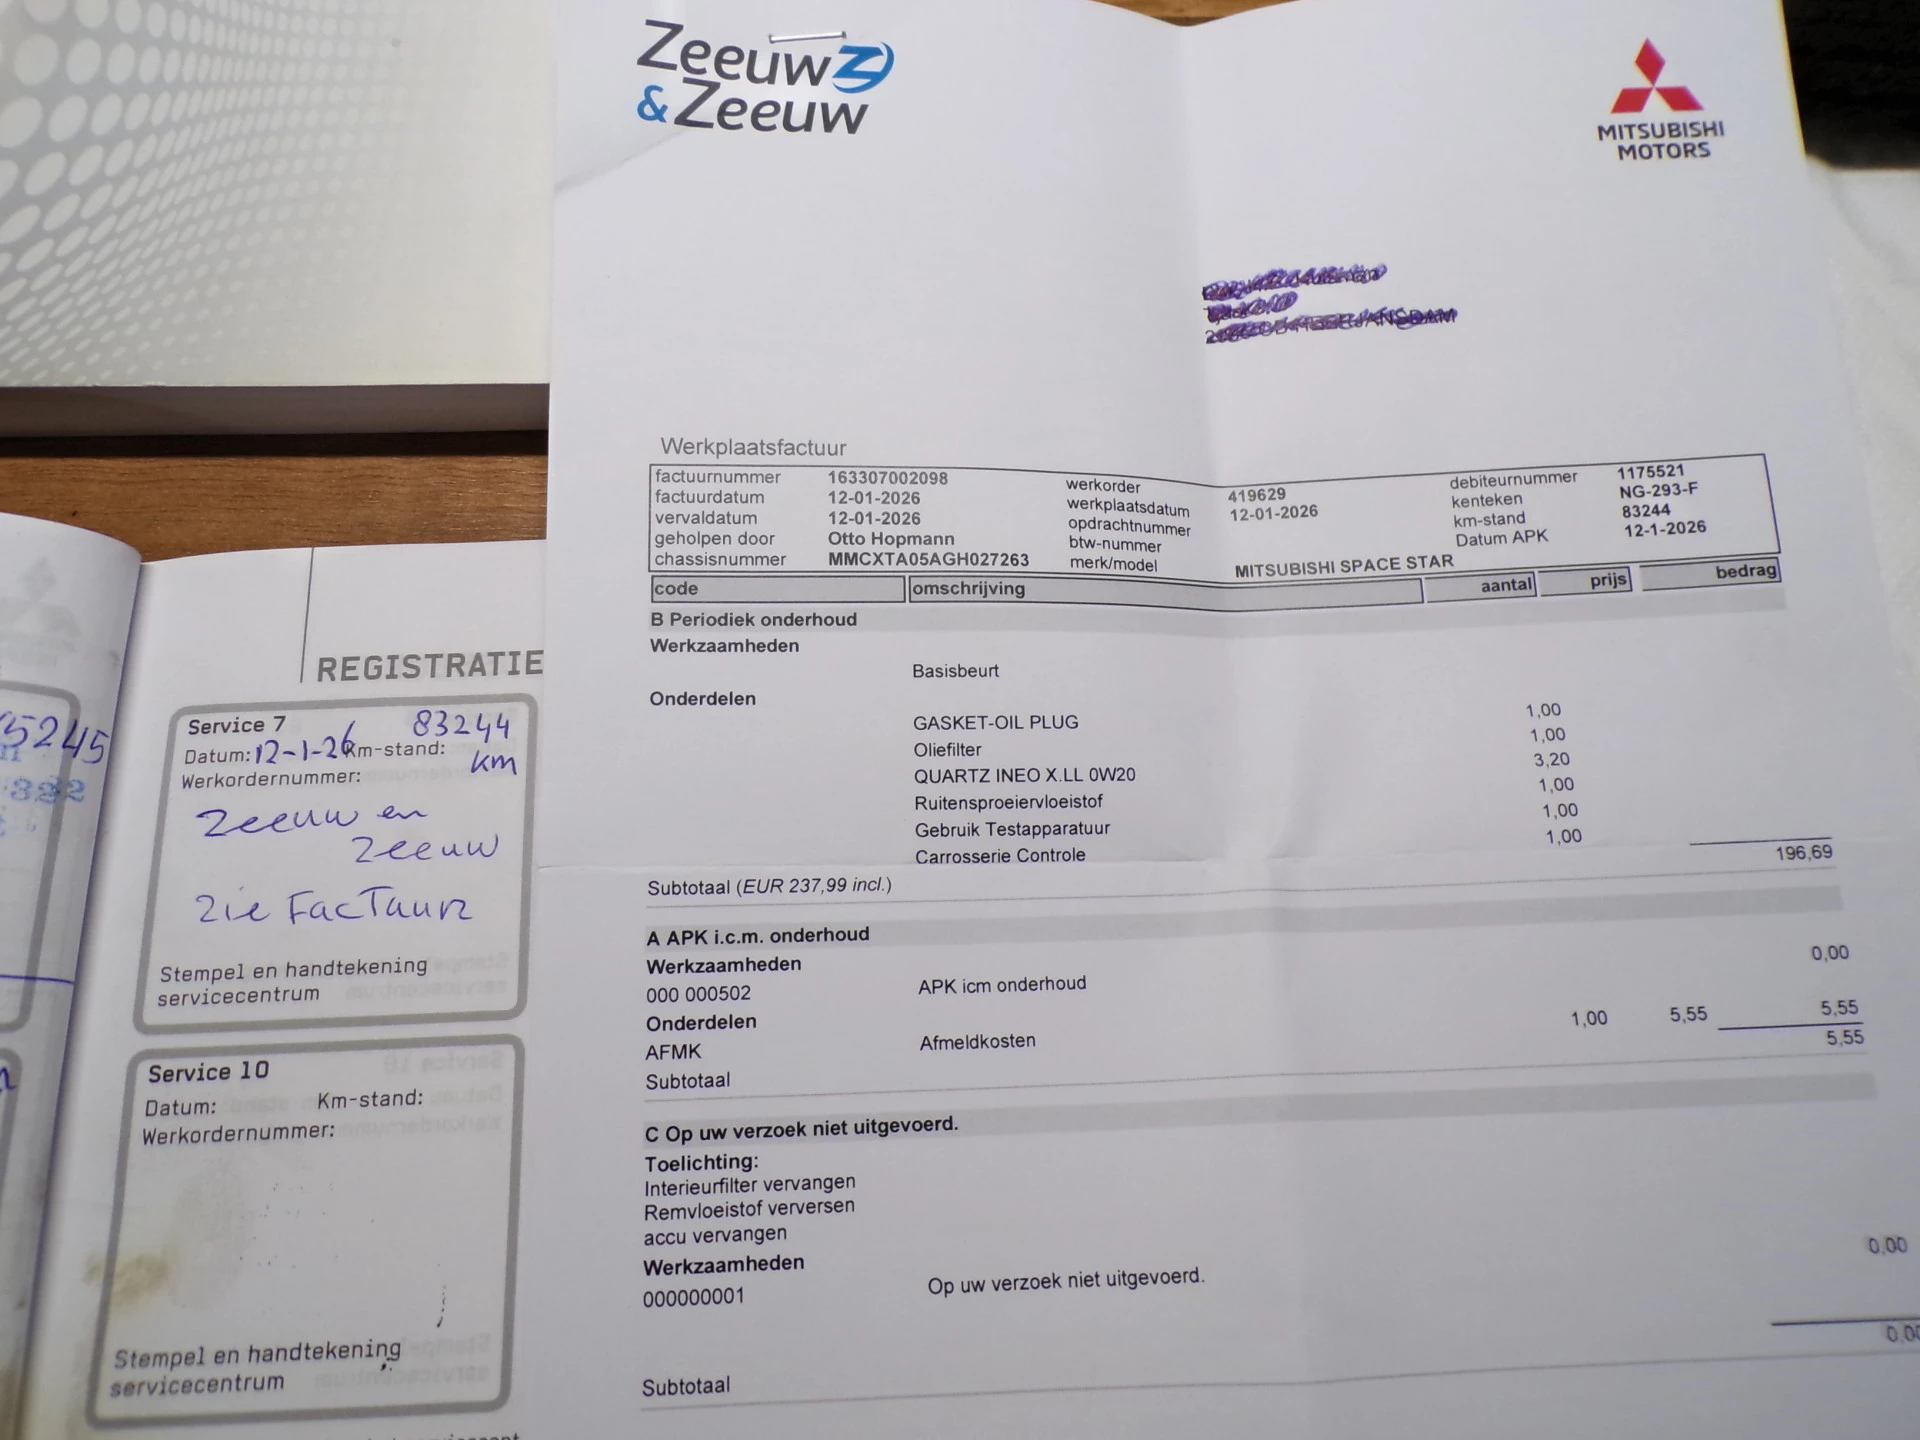 Zeeuw
& Zeeuw
MITSUBISHI
MOTORS
Werkplaatsfactuur
factuurnummer 163307002098 werkorder 419629 debiteurnummer 1175521
factuurdatum 12-01-2026 werkplaatsdatum 12-01-2026 kenteken NG-293-F
vervaldatum 12-01-2026 opdrachtnummer km-stand 83244
geholpen door Otto Hopmann btw-nummer Datum APK 12-1-2026
chassisnummer MMCXTA05AGH027263 merk/model MITSUBISHI SPACE STAR
code omschrijving aantal prijs bedrag
B Periodiek onderhoud
Werkzaamheden
Basisbeurt
Onderdelen
GASKET-OIL PLUG 1,00
Oliefilter 1,00
QUARTZ INEO X.LL 0W20 3,20
Ruitensproeiervloeistof 1,00
Gebruik Testapparatuur 1,00
Carrosserie Controle 1,00
Subtotaal (EUR 237,99 incl.) 196,69
A APK i.c.m. onderhoud
Werkzaamheden
000 000502 APK icm onderhoud 0,00
Onderdelen
AFMK Afmeldkosten 1,00 5,55 5,55
Subtotaal 5,55
C Op uw verzoek niet uitgevoerd.
Toelichting:
Interieurfilter vervangen
Remvloeistof verversen
accu vervangen
Werkzaamheden
000000001 Op uw verzoek niet uitgevoerd. 0,00
Subtotaal 0,00
REGISTRATIE
Service 7 83244
Datum: 12-1-26 Km-stand: km
Werkordernummer:
Zeeuw en
Zeeuw
Zie Factuur
Stempel en handtekening
servicecentrum
Service 10
Datum: Km-stand:
Werkordernummer:
Stempel en handtekening
servicecentrum
5245